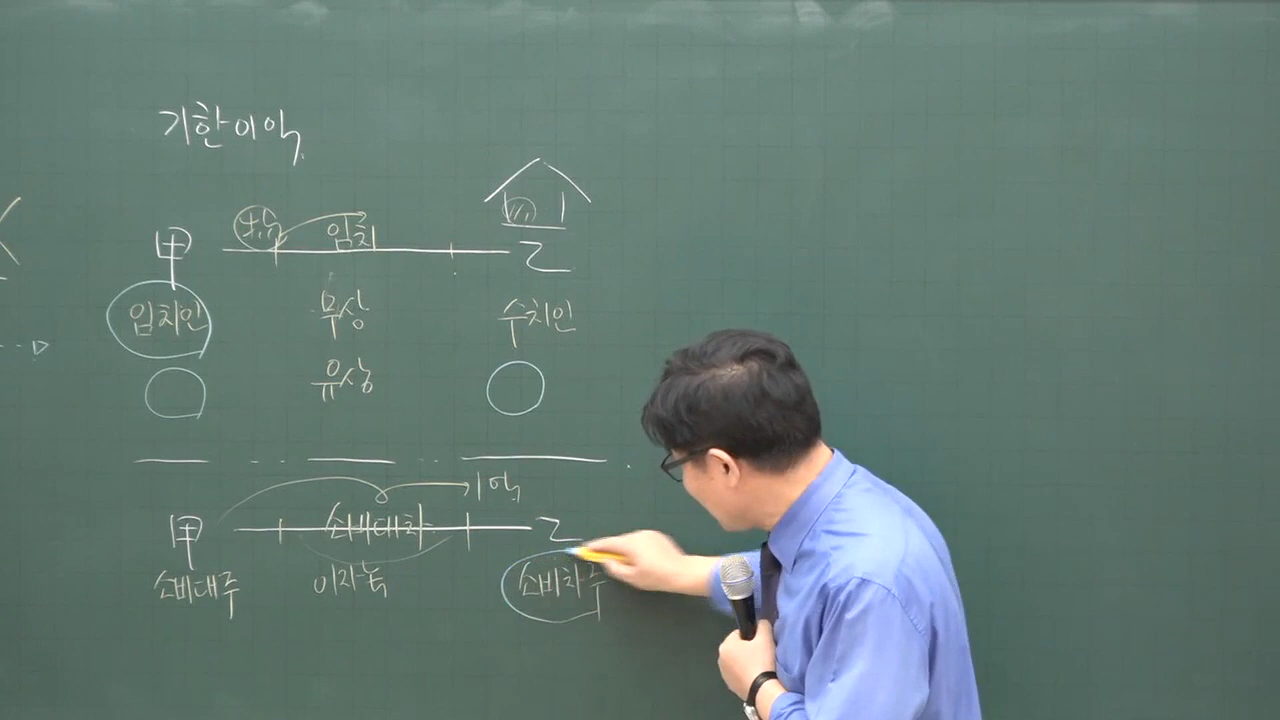 기한이익
甲 임치 乙
임치인 무상 수치인
유상
1억
甲 소비대차 乙
소비대주 이자놀 소비차주